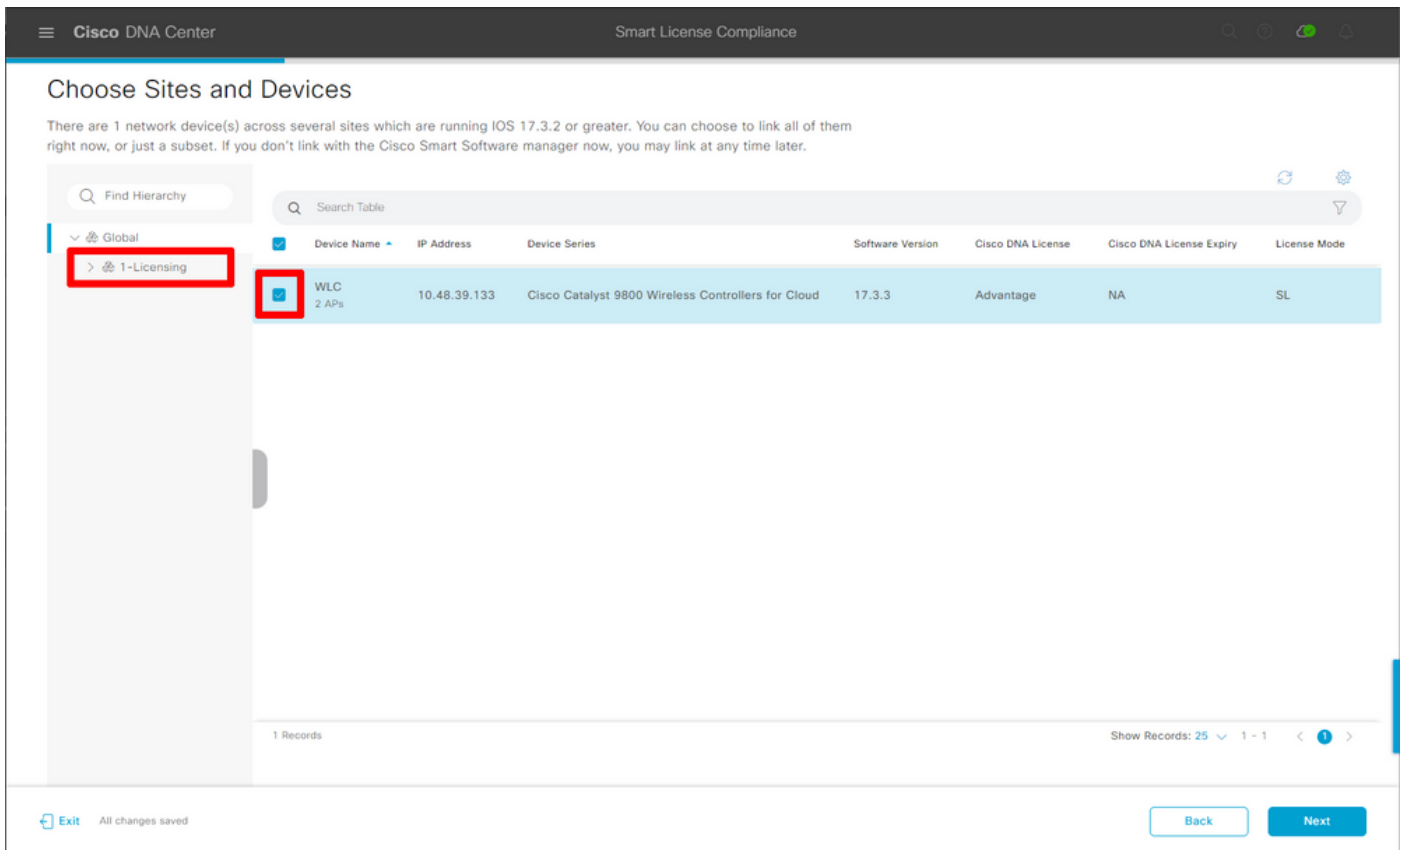 Cisco DNA Center
Smart License Compliance
Choose Sites and Devices
There are 1 network device(s) across several sites which are running IOS 17.3.2 or greater. You can choose to link all of them
right now, or just a subset. If you don't link with the Cisco Smart Software manager now, you may link at any time later.
Find Hierarchy
Search Table
Global
1-Licensing
Device Name IP Address Device Series Software Version Cisco DNA License Cisco DNA License Expiry License Mode
WLC 10.48.39.133 Cisco Catalyst 9800 Wireless Controllers for Cloud 17.3.3 Advantage NA SL
2 APs
1 Records
Show Records: 25 1 - 1 1
Exit All changes saved
Back Next